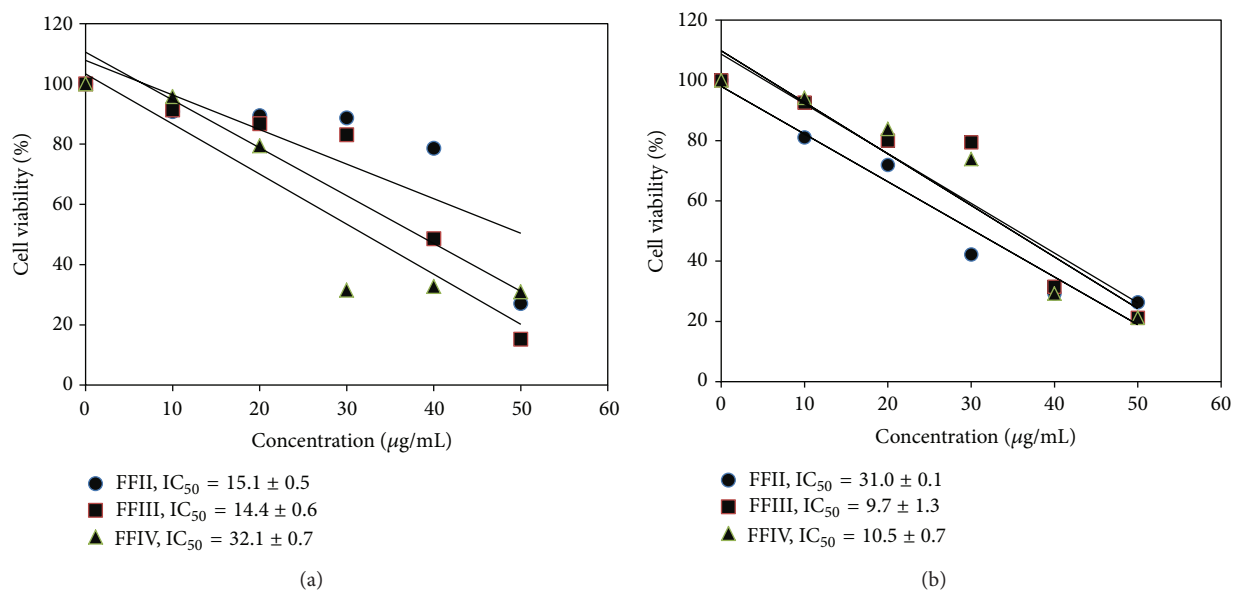 120
100
80
60
40
20
0
Cell viability (%)
0 10 20 30 40 50 60
Concentration (μg/mL)
FFII, IC50 = 15.1 ± 0.5
FFIII, IC50 = 14.4 ± 0.6
FFIV, IC50 = 32.1 ± 0.7
(a)
120
100
80
60
40
20
0
Cell viability (%)
0 10 20 30 40 50 60
Concentration (μg/mL)
FFII, IC50 = 31.0 ± 0.1
FFIII, IC50 = 9.7 ± 1.3
FFIV, IC50 = 10.5 ± 0.7
(b)